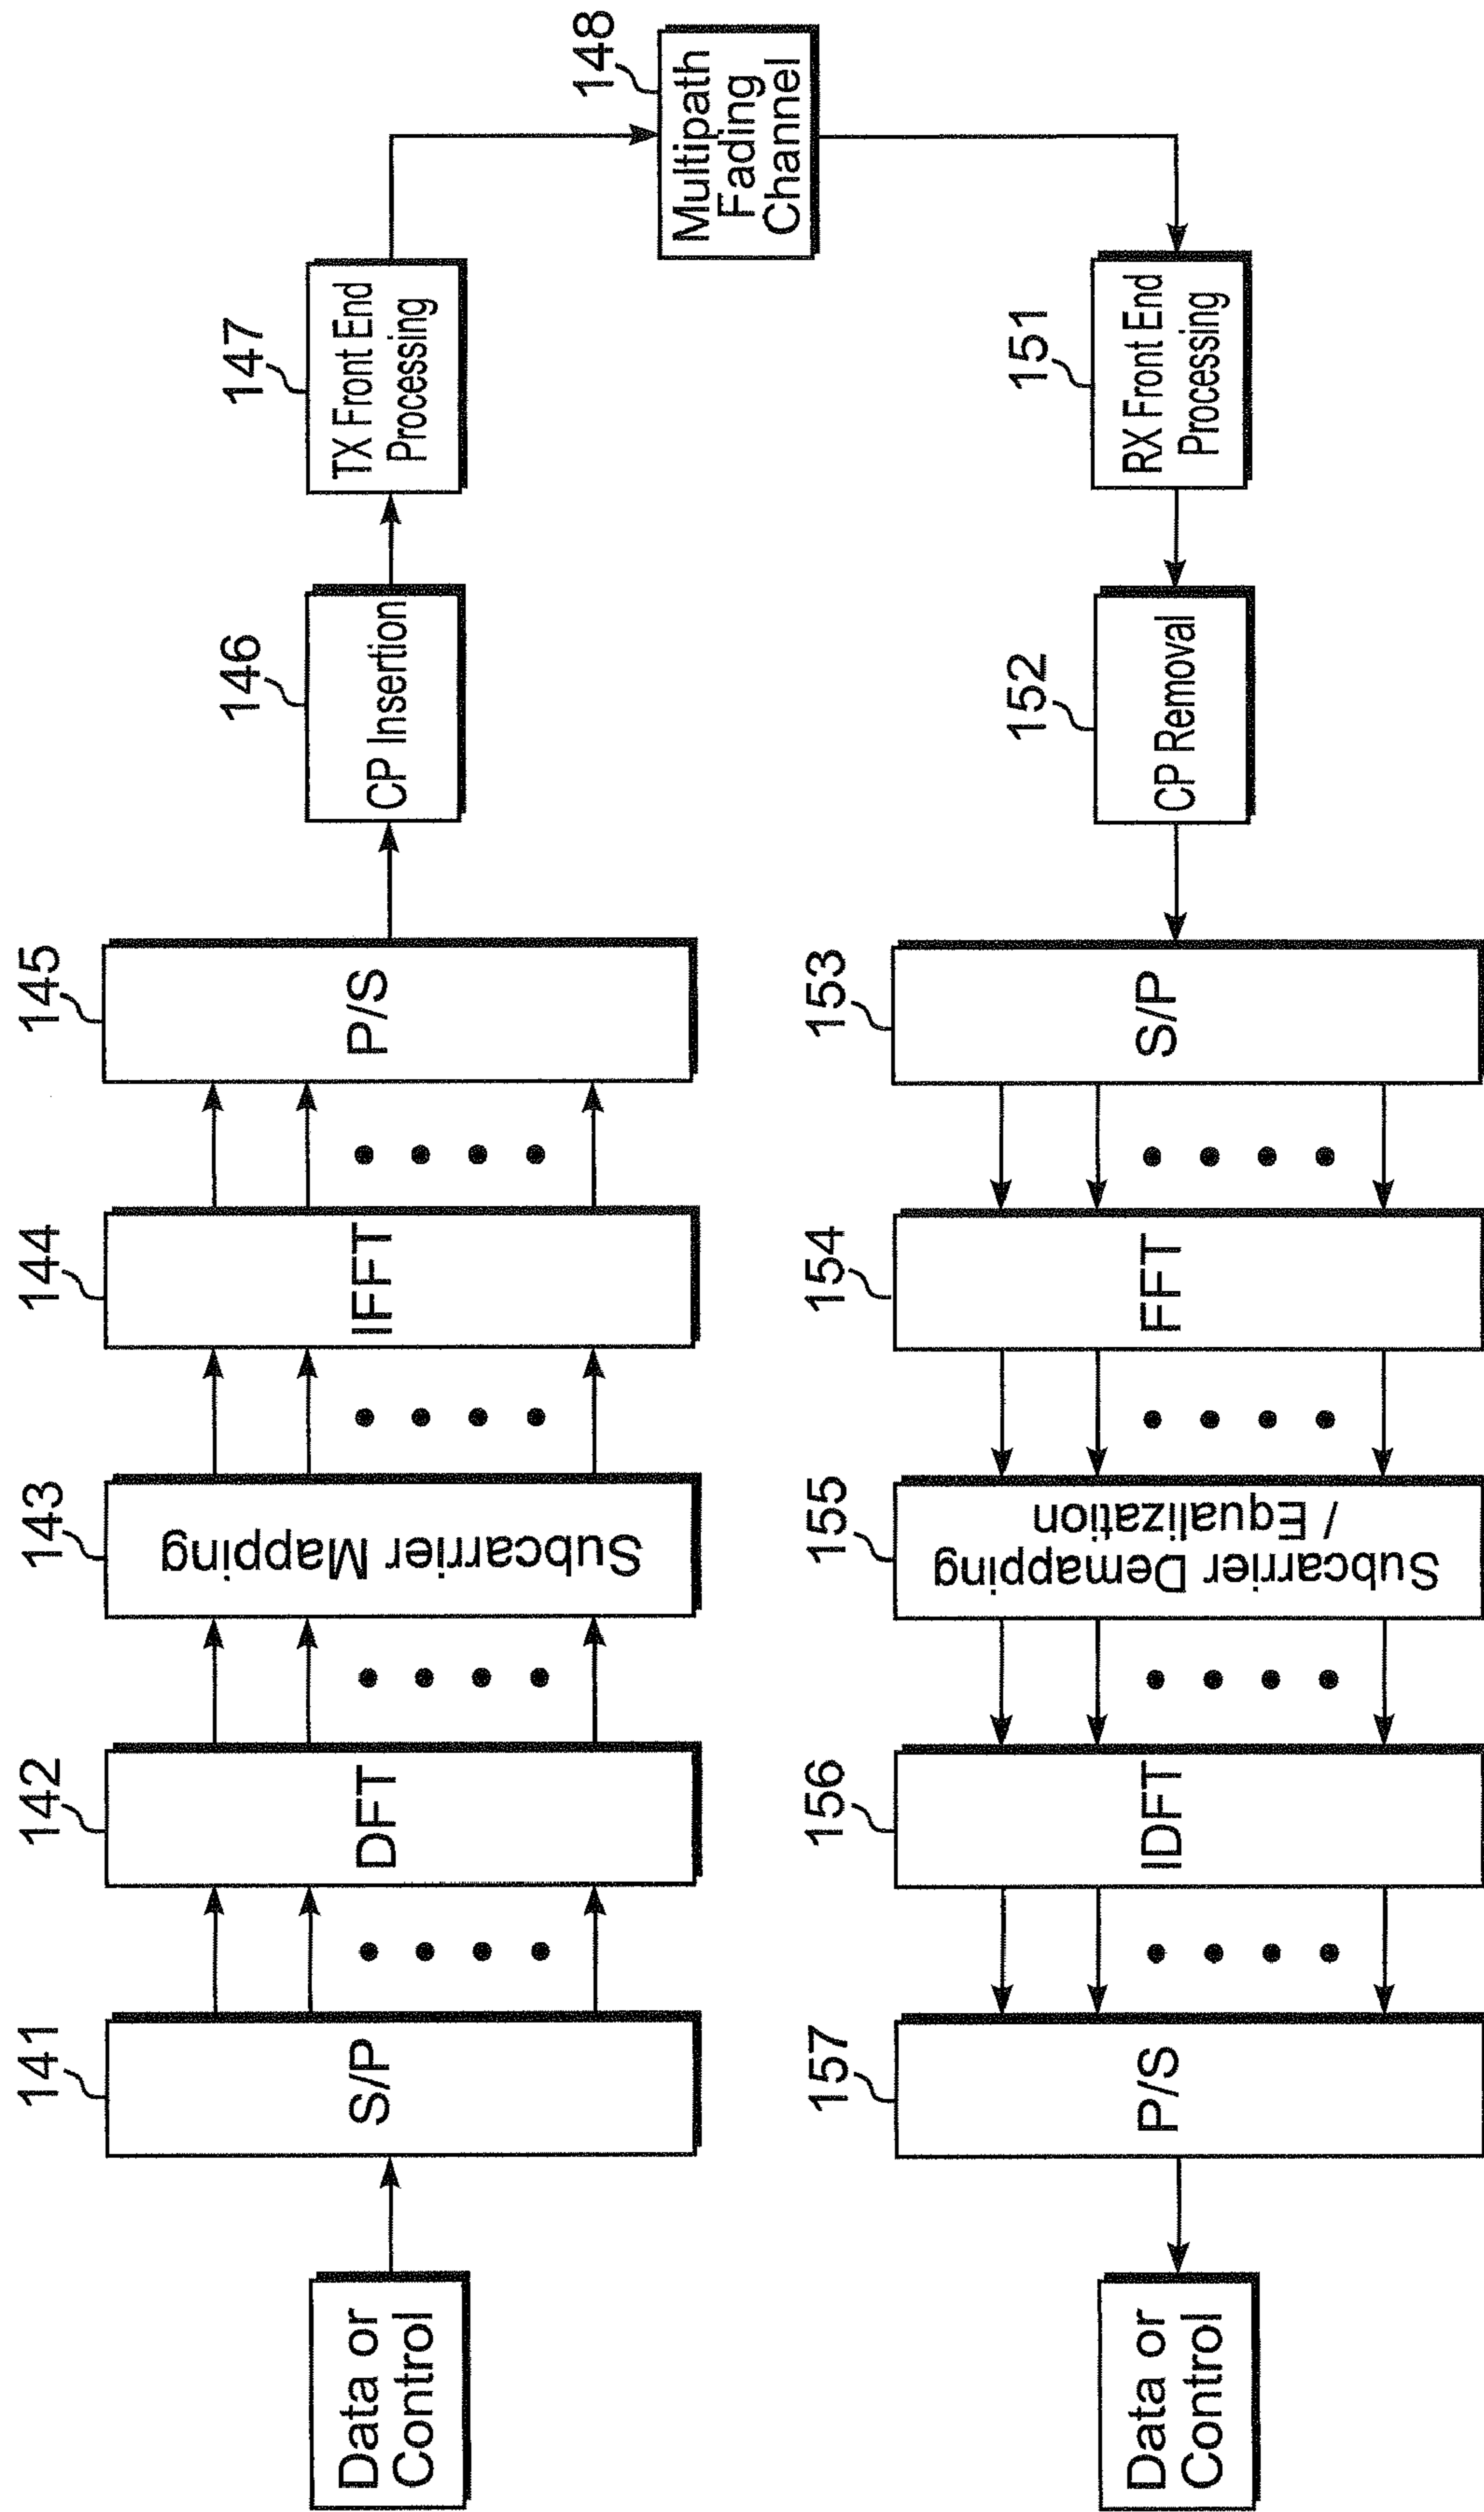 Data or
Control
141
S/P
142
DFT
143
Subcarrier Mapping
144
IFFT
145
P/S
146
CP Insertion
147
TX Front End
Processing
148
Multipath
Fading
Channel
151
RX Front End
Processing
152
CP Removal
153
S/P
154
FFT
155
Subcarrier Demapping
/ Equalization
156
IDFT
157
P/S
Data or
Control